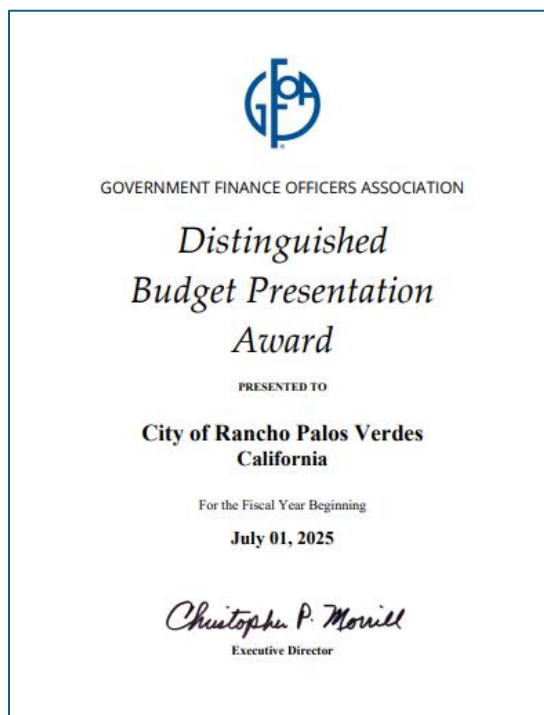 GFOA
GOVERNMENT FINANCE OFFICERS ASSOCIATION
Distinguished
Budget Presentation
Award
PRESENTED TO
City of Rancho Palos Verdes
California
For the Fiscal Year Beginning
July 01, 2025
Christopher P. Morrill
Executive Director